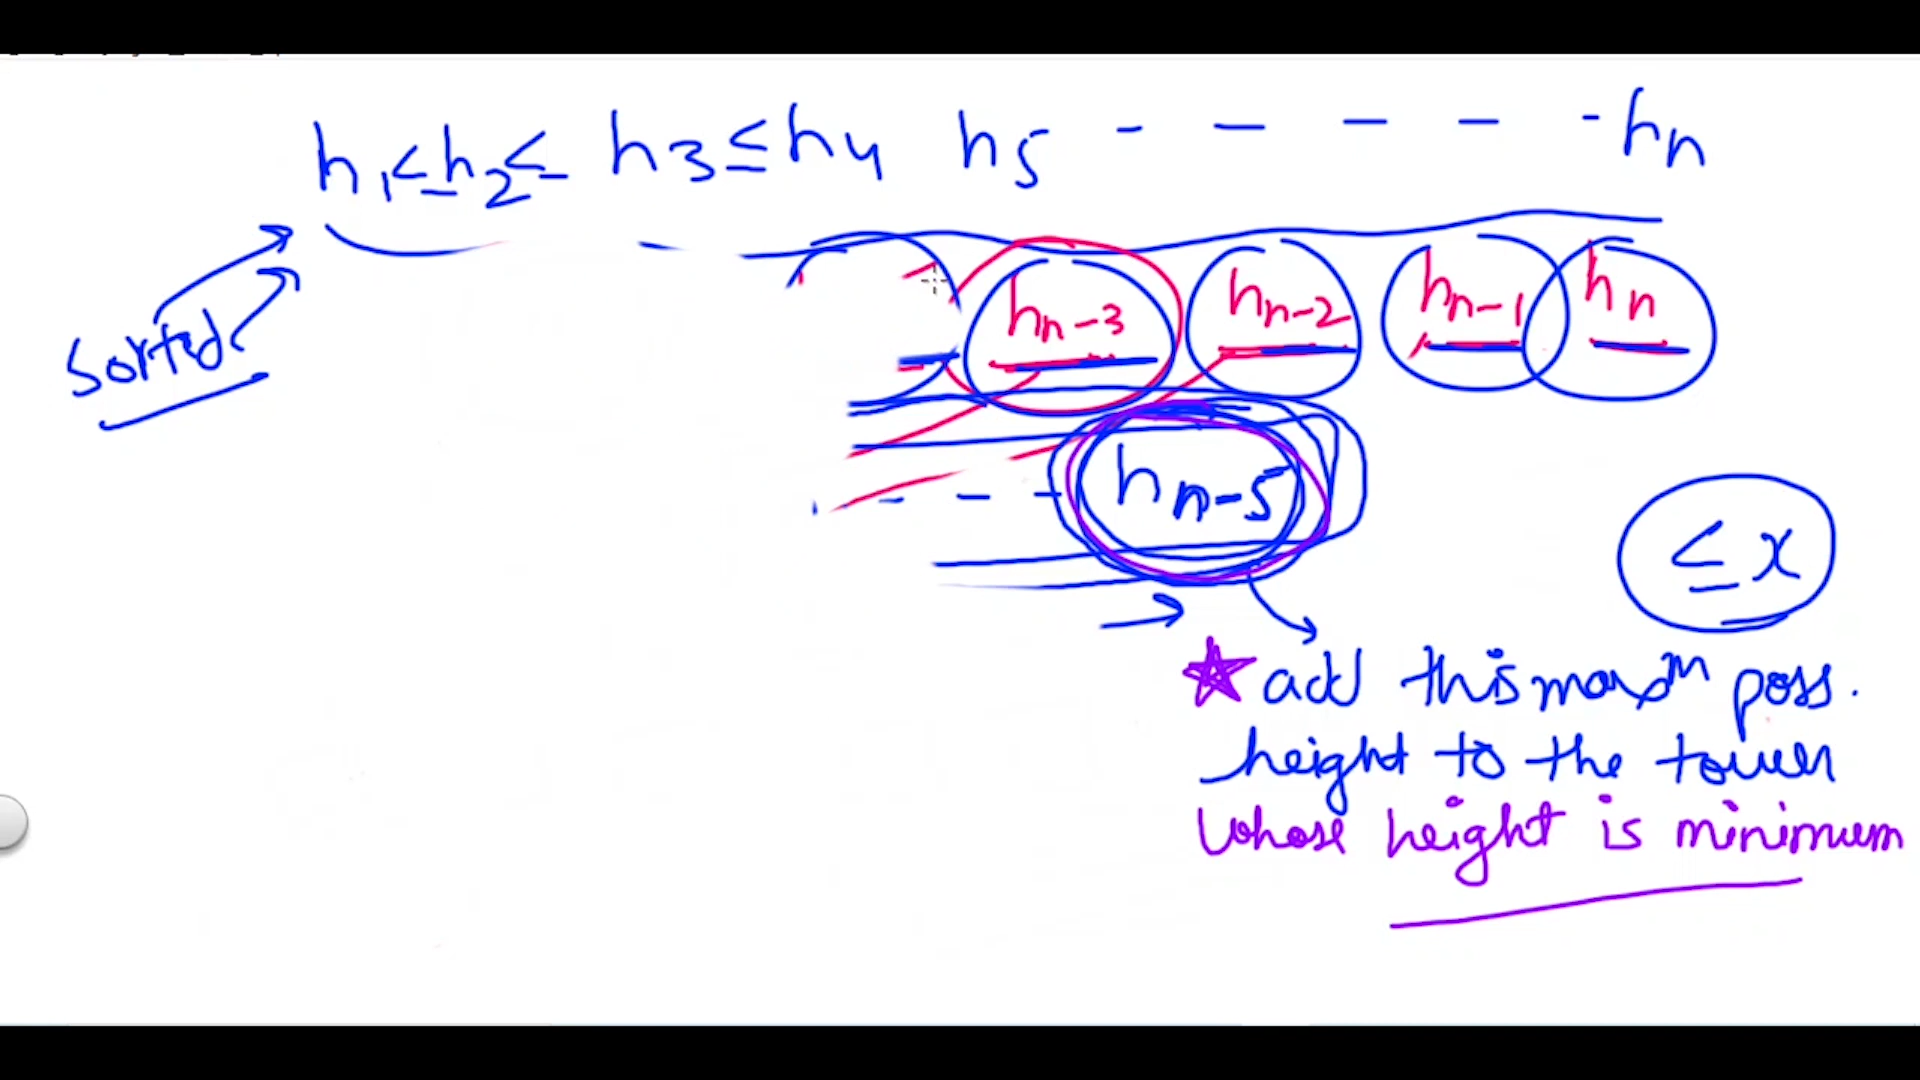 h1 ≤ h2 ≤ h3 ≤ h4 h5 - - - - - hn
Sorted
hn-3 hn-2 hn-1 hn
- - - hn-5
≤ x
★ add this maxm poss.
height to the tower
whose height is minimum